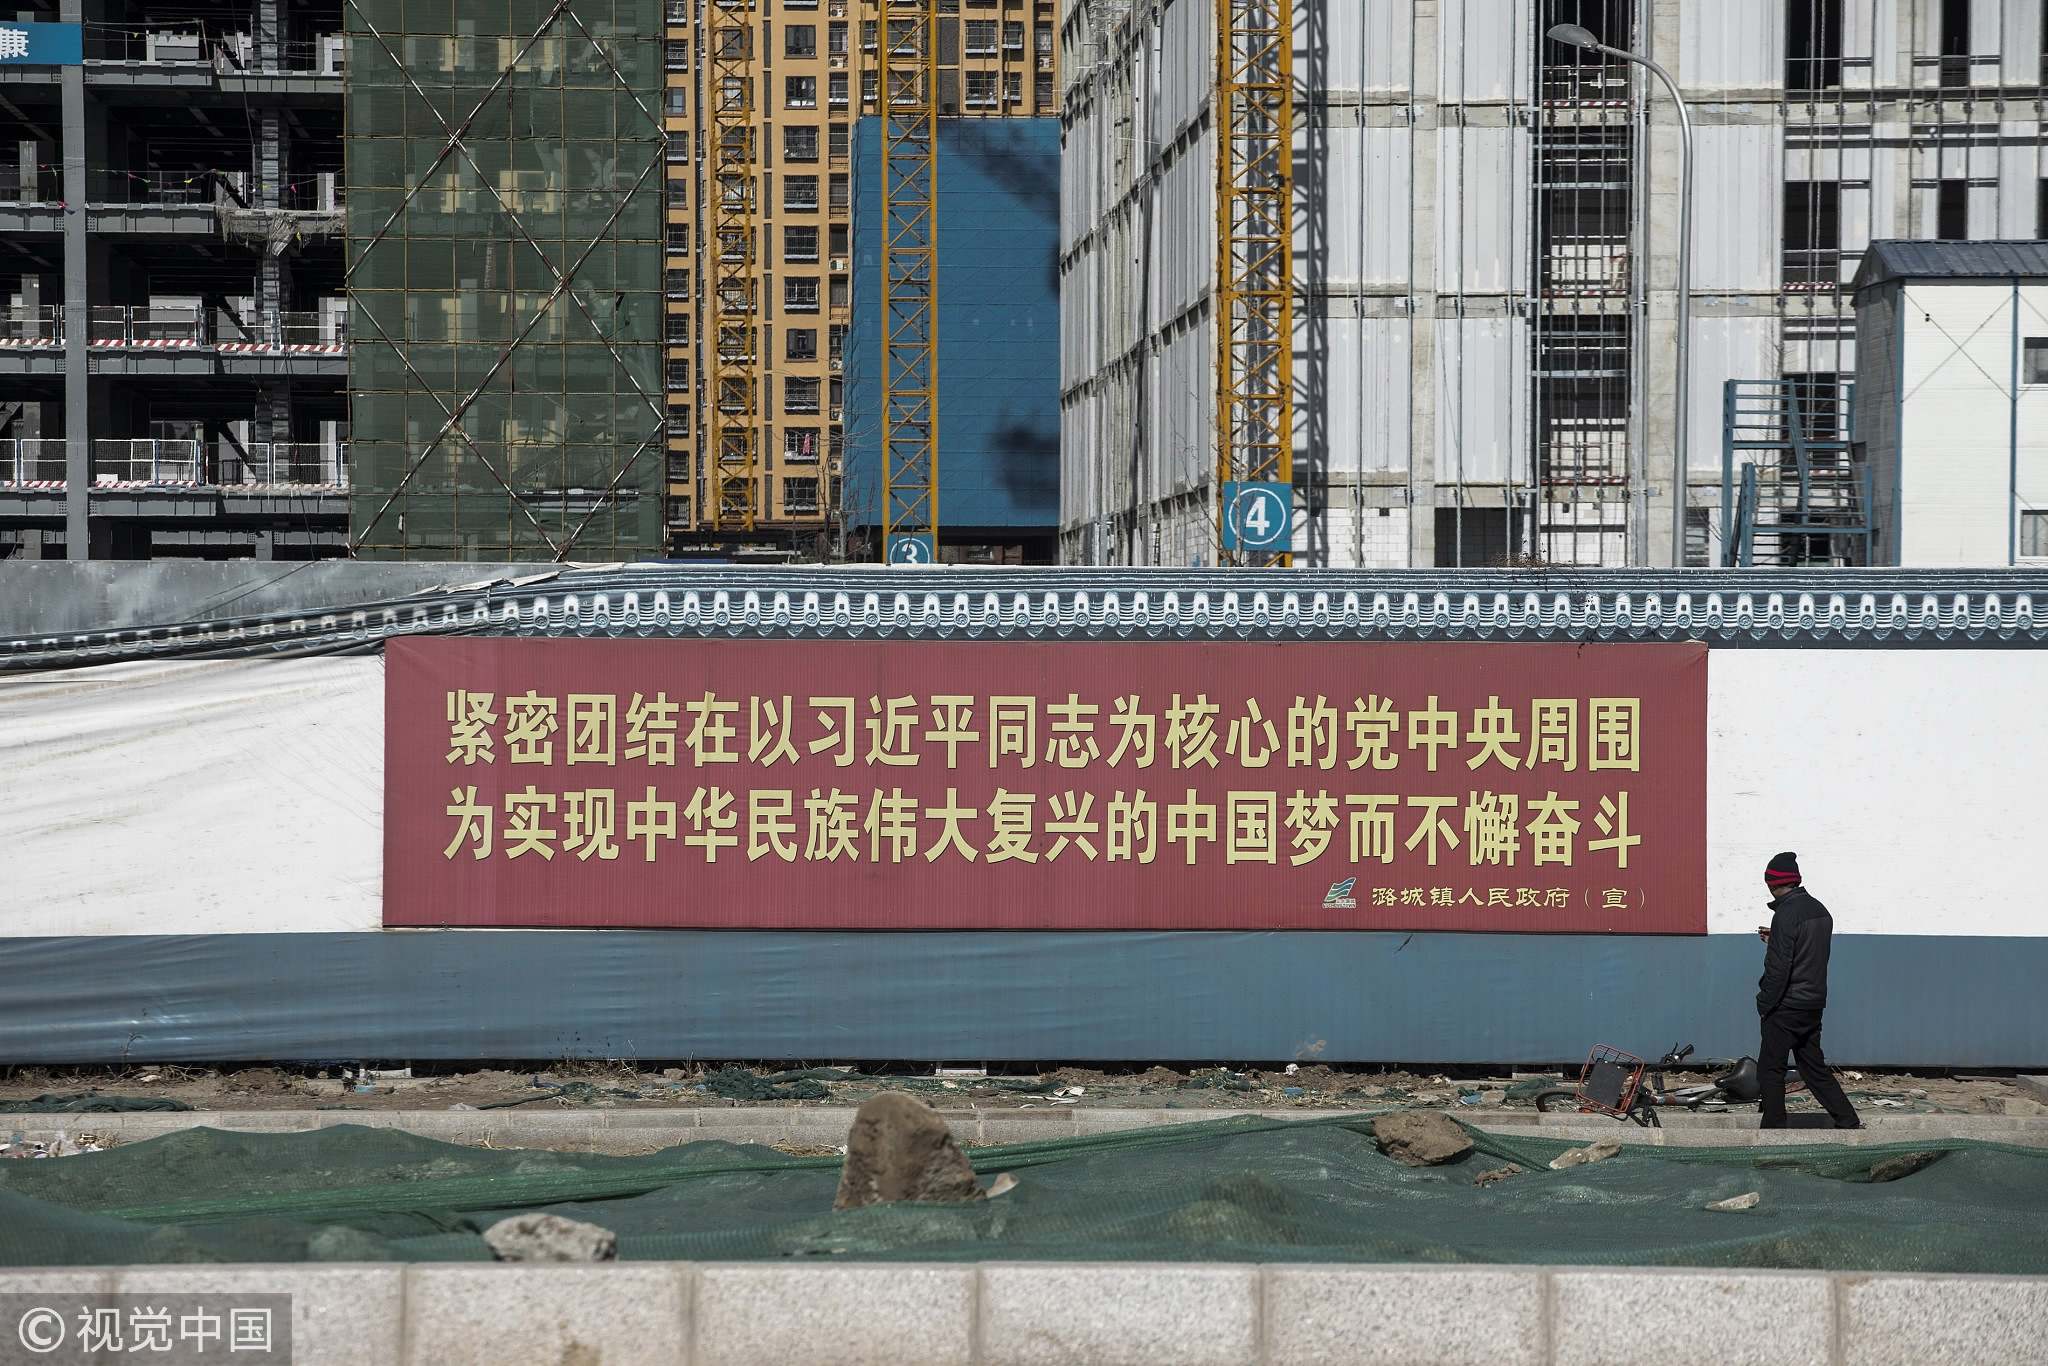 ④
③
紧密团结在以习近平同志为核心的党中央周围
为实现中华民族伟大复兴的中国梦而不懈奋斗
潞城镇人民政府（宣）
© 视觉中国